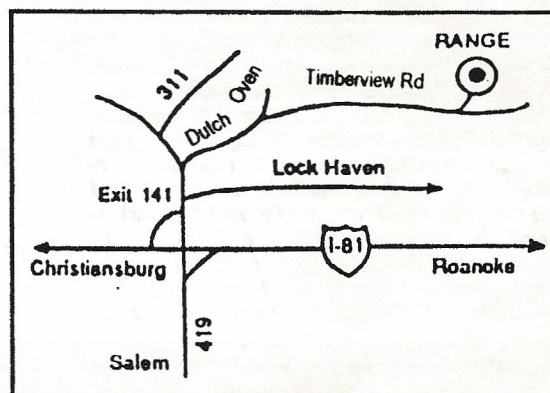 RANGE
311
Dutch Oven
Timberview Rd
Lock Haven
Exit 141
I-81
Christiansburg
Roanoke
419
Salem